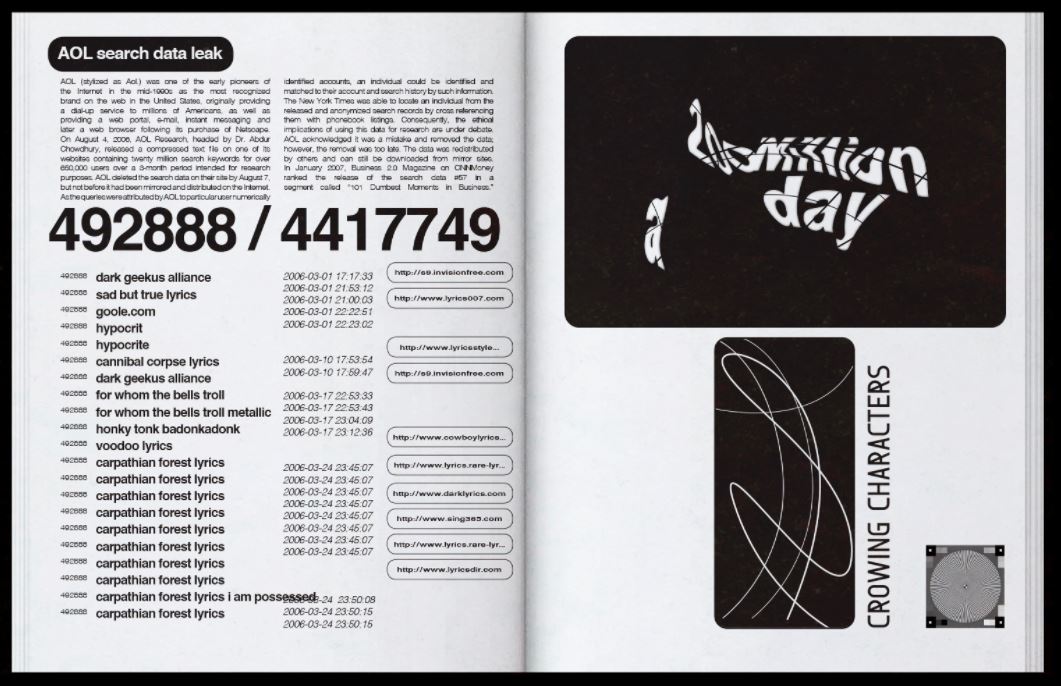 AOL search data leak
AOL (stylized as Aol.) was one of the early pioneers of
the Internet in the mid-1990s as the most recognized
brand on the web in the United States, originally providing
a dial-up service to millions of Americans, as well as
providing a web portal, e-mail, instant messaging and
later a web browser following its purchase of Netscape.
On August 4, 2006, AOL Research, headed by Dr. Abdur
Chowdhury, released a compressed text file on one of its
websites containing twenty million search keywords for over
650,000 users over a 3-month period intended for research
purposes. AOL deleted the search data on their site by August 7,
but not before it had been mirrored and distributed on the Internet.
As the queries were attributed by AOL to particular user numerically
identified accounts, an individual could be identified and
matched to their account and search history by such information.
The New York Times was able to locate an individual from the
released and anonymized search records by cross referencing
them with phonebook listings. Consequently, the ethical
implications of using this data for research are under debate.
AOL acknowledged it was a mistake and removed the data;
however, the removal was too late. The data was redistributed
by others and can still be downloaded from mirror sites.
In January 2007, Business 2.0 Magazine on CNNMoney
ranked the release of the search data #57 in a
segment called "101 Dumbest Moments in Business."
492888 / 4417749
492888 dark geekus alliance
492888 sad but true lyrics
492888 goole.com
492888 hypocrit
492888 hypocrite
492888 cannibal corpse lyrics
492888 dark geekus alliance
492888 for whom the bells troll
492888 for whom the bells troll metallic
492888 honky tonk badonkadonk
492888 voodoo lyrics
492888 carpathian forest lyrics
492888 carpathian forest lyrics
492888 carpathian forest lyrics
492888 carpathian forest lyrics
492888 carpathian forest lyrics
492888 carpathian forest lyrics
492888 carpathian forest lyrics
492888 carpathian forest lyrics
492888 carpathian forest lyrics i am possessed
492888 carpathian forest lyrics
2006-03-01 17:17:33
2006-03-01 21:53:12
2006-03-01 21:00:03
2006-03-01 22:22:51
2006-03-01 22:23:02
2006-03-10 17:53:54
2006-03-10 17:59:47
2006-03-17 22:53:33
2006-03-17 22:53:43
2006-03-17 23:04:09
2006-03-17 23:12:36
2006-03-24 23:45:07
2006-03-24 23:45:07
2006-03-24 23:45:07
2006-03-24 23:45:07
2006-03-24 23:45:07
2006-03-24 23:45:07
2006-03-24 23:45:07
2006-03-24 23:45:07
23:50:08
2006-03-24 23:50:15
2006-03-24 23:50:15
http://s9.invisionfree.com
http://www.lyrics007.com
http://www.lyricsstyle...
http://s9.invisionfree.com
http://www.cowboylyrics...
http://www.lyrics.rare-lyr...
http://www.darklyrics.com
http://www.sing365.com
http://www.lyrics.rare-lyr...
http://www.lyricsdir.com
million
a
day
CROWING CHARACTERS